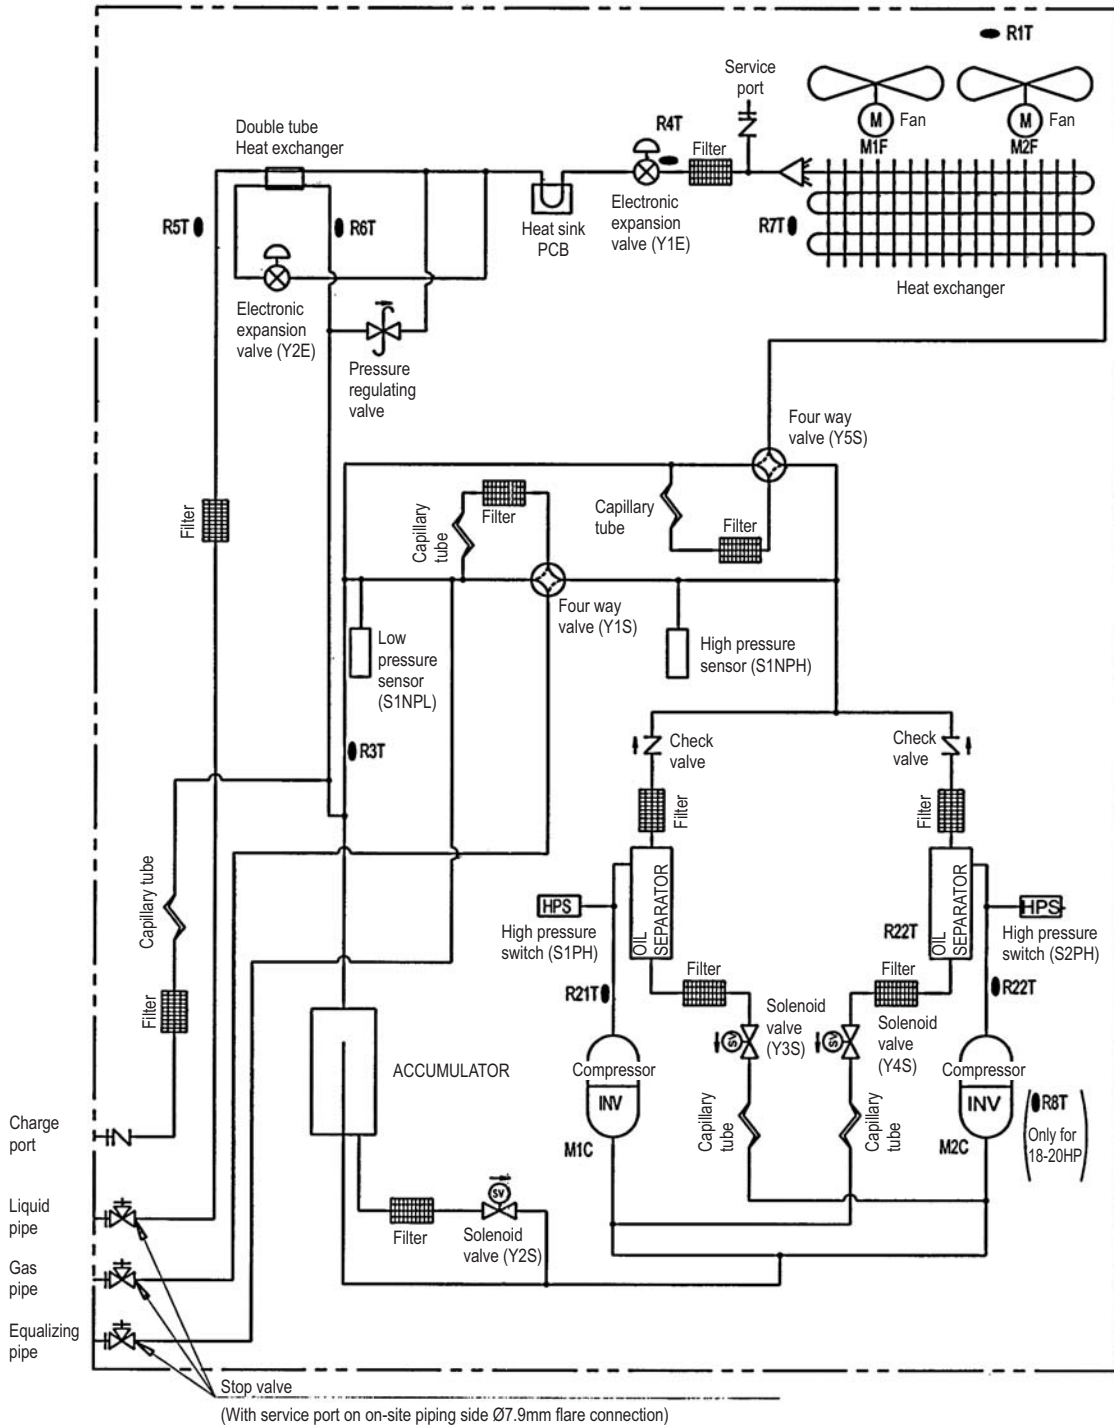 R1T
Service
port
Fan
Fan
M1F
M2F
Double tube
Heat exchanger
R4T
Filter
R5T
R6T
Heat sink
PCB
Electronic
expansion
valve (Y1E)
R7T
Heat exchanger
Electronic
expansion
valve (Y2E)
Pressure
regulating
valve
Four way
valve (Y5S)
Filter
Capillary
tube
Filter
Capillary
tube
Filter
Four way
valve (Y1S)
Low
pressure
sensor
(S1NPL)
High pressure
sensor (S1NPH)
R3T
Check
valve
Check
valve
Filter
Filter
Capillary tube
HPS
High pressure
switch (S1PH)
OIL
SEPARATOR
R22T
OIL
SEPARATOR
HPS
High pressure
switch (S2PH)
Filter
R21T
Filter
Filter
R22T
Solenoid
valve
(Y3S)
SV
SV
Solenoid
valve
(Y4S)
ACCUMULATOR
Compressor
INV
M1C
Capillary
tube
Capillary
tube
Compressor
INV
M2C
R8T
Only for
18-20HP
Charge
port
Liquid
pipe
Filter
SV
Solenoid
valve (Y2S)
Gas
pipe
Equalizing
pipe
Stop valve
(With service port on on-site piping side Ø7.9mm flare connection)
M
M